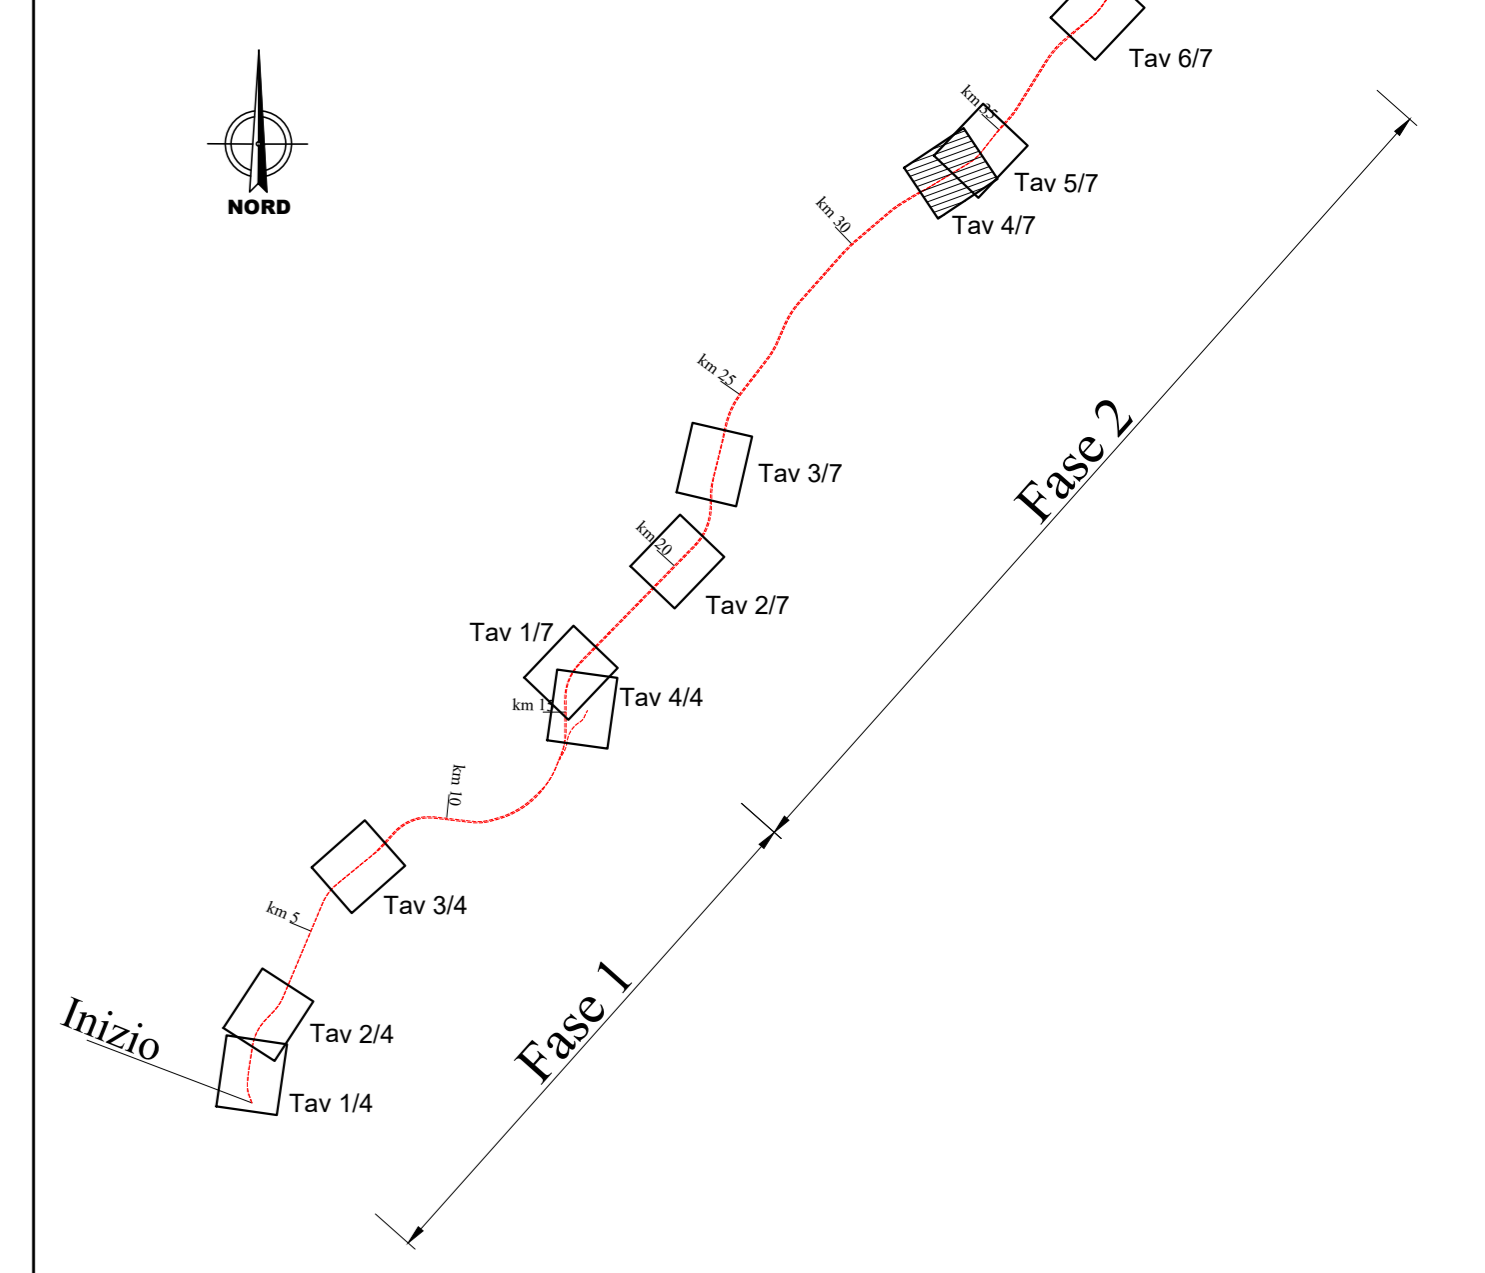 Tav 6/7
km 35
Tav 5/7
NORD
km 30
Tav 4/7
km 25
Fase 2
Tav 3/7
km 20
Tav 2/7
Tav 1/7
Tav 4/4
km 15
km 10
Tav 3/4
km 5
Fase 1
Inizio
Tav 2/4
Tav 1/4